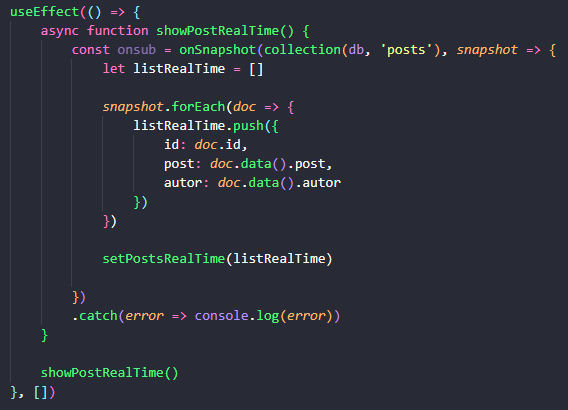 useEffect(() => {
    async function showPostRealTime() {
        const onsub = onSnapshot(collection(db, 'posts'), snapshot => {
            let listRealTime = []

            snapshot.forEach(doc => {
                listRealTime.push({
                    id: doc.id,
                    post: doc.data().post,
                    autor: doc.data().autor
                })
            })

            setPostsRealTime(listRealTime)

        })
        .catch(error => console.log(error))
    }

    showPostRealTime()
}, [])